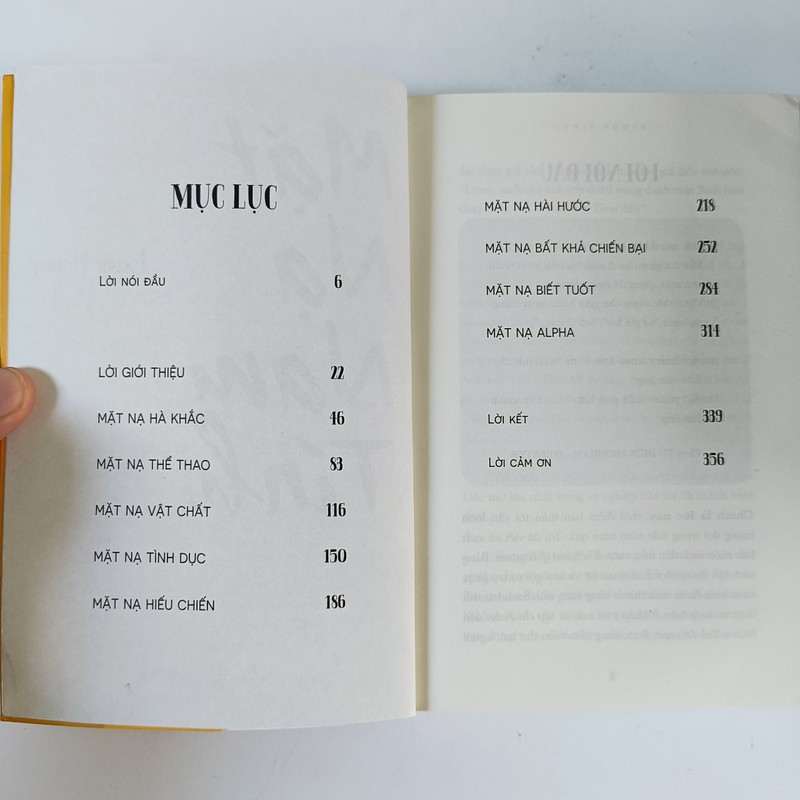 MỤC LỤC
LỜI NÓI ĐẦU 6
LỜI GIỚI THIỆU 22
MẶT NẠ HÀ KHẮC 46
MẶT NẠ THỂ THAO 83
MẶT NẠ VẬT CHẤT 116
MẶT NẠ TÌNH DỤC 150
MẶT NẠ HIẾU CHIẾN 186
MẶT NẠ HÀI HƯỚC 218
MẶT NẠ BẤT KHẢ CHIẾN BẠI 252
MẶT NẠ BIẾT TUỐT 284
MẶT NẠ ALPHA 314
LỜI KẾT 339
LỜI CẢM ƠN 356